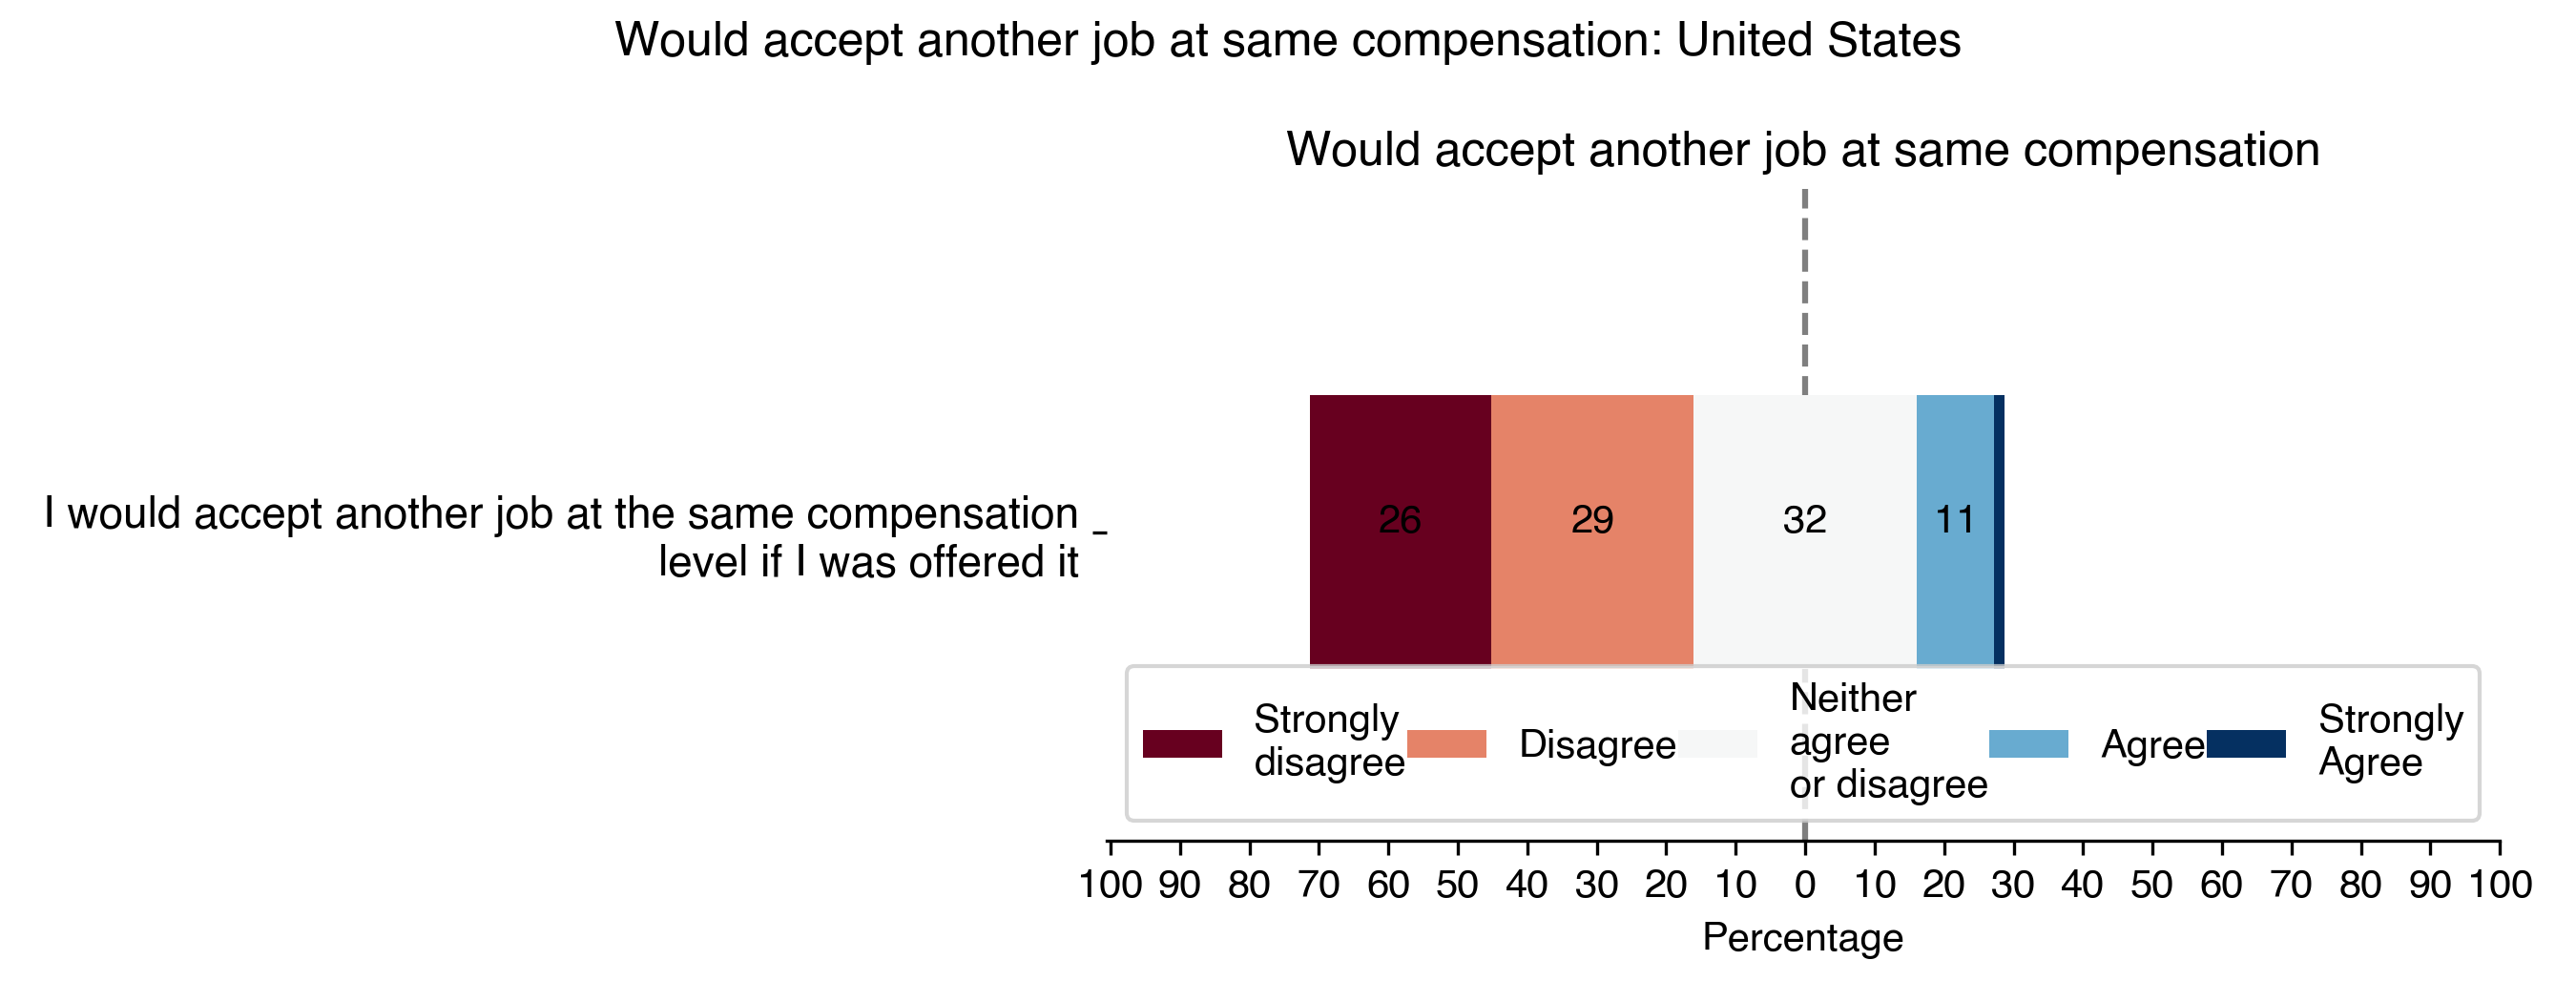 Would accept another job at same compensation: United States
Would accept another job at same compensation
I would accept another job at the same compensation
level if I was offered it
26
29
32
11
Strongly
disagree
Disagree
Neither
agree
or disagree
Agree
Strongly
Agree
100 90 80 70 60 50 40 30 20 10 0 10 20 30 40 50 60 70 80 90 100
Percentage